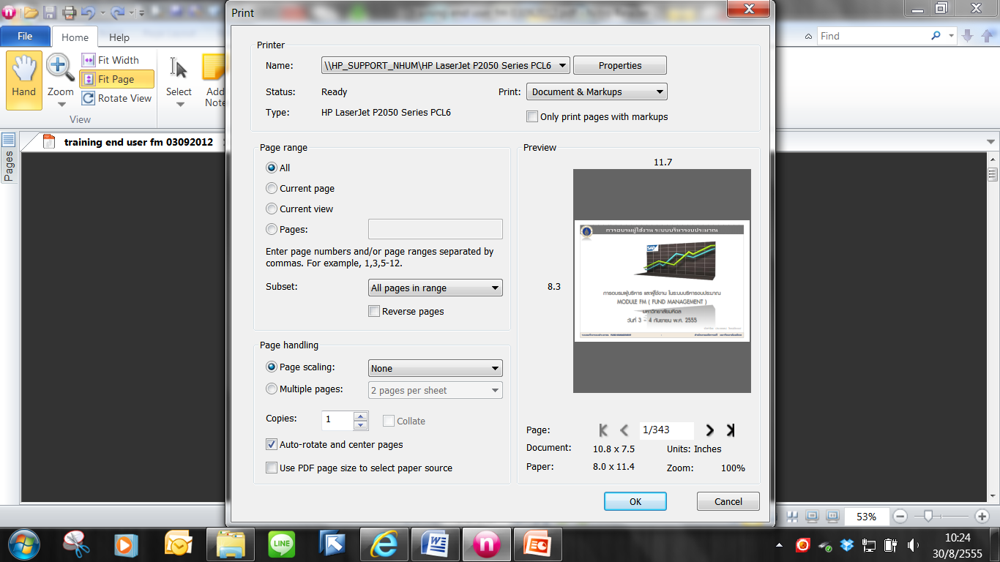 Print
File
Home
Help
Find
Hand
Zoom
Fit Width
Fit Page
Rotate View
View
Select
Add
Note
training end user fm 03092012
Pages
Printer
Name:
\\HP_SUPPORT_NHUM\HP LaserJet P2050 Series PCL6
Properties
Status:
Ready
Print:
Document & Markups
Type:
HP LaserJet P2050 Series PCL6
Only print pages with markups
Page range
All
Current page
Current view
Pages:
Enter page numbers and/or page ranges separated by
commas. For example, 1,3,5-12.
Subset:
All pages in range
Reverse pages
Page handling
Page scaling:
None
Multiple pages:
2 pages per sheet
Copies:
1
Collate
Auto-rotate and center pages
Use PDF page size to select paper source
Preview
11.7
8.3
การอบรมผู้ใช้งาน ระบบบริหารงบประมาณ
SAP
การอบรมผู้บริหาร และผู้ใช้งาน ในระบบบริหารงบประมาณ
MODULE FM ( FUND MANAGEMENT )
มหาวิทยาลัยมหิดล
วันที่ 3 - 4 กันยายน พ.ศ. 2555
Page:
1/343
Document:
10.8 x 7.5
Units: Inches
Paper:
8.0 x 11.4
Zoom:
100%
OK
Cancel
53%
LINE
10:24
30/8/2555